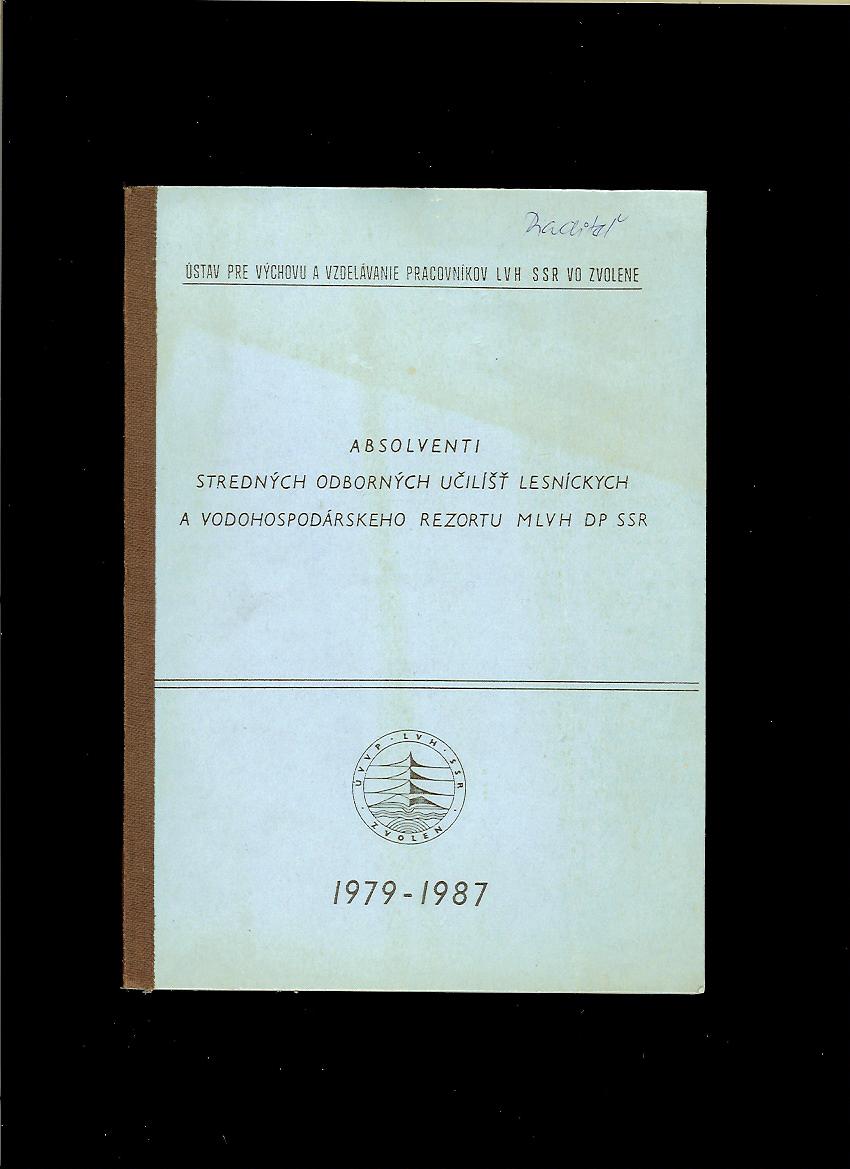 Riaditeľ
ÚSTAV PRE VÝCHOVU A VZDELÁVANIE PRACOVNÍKOV LVH SSR VO ZVOLENE
ABSOLVENTI
STREDNÝCH ODBORNÝCH UČILÍŠŤ LESNÍCKYCH
A VODOHOSPODÁRSKEHO REZORTU MLVH DP SSR
ÚVVP · LVH · SSR · ZVOLEN ·
1979-1987